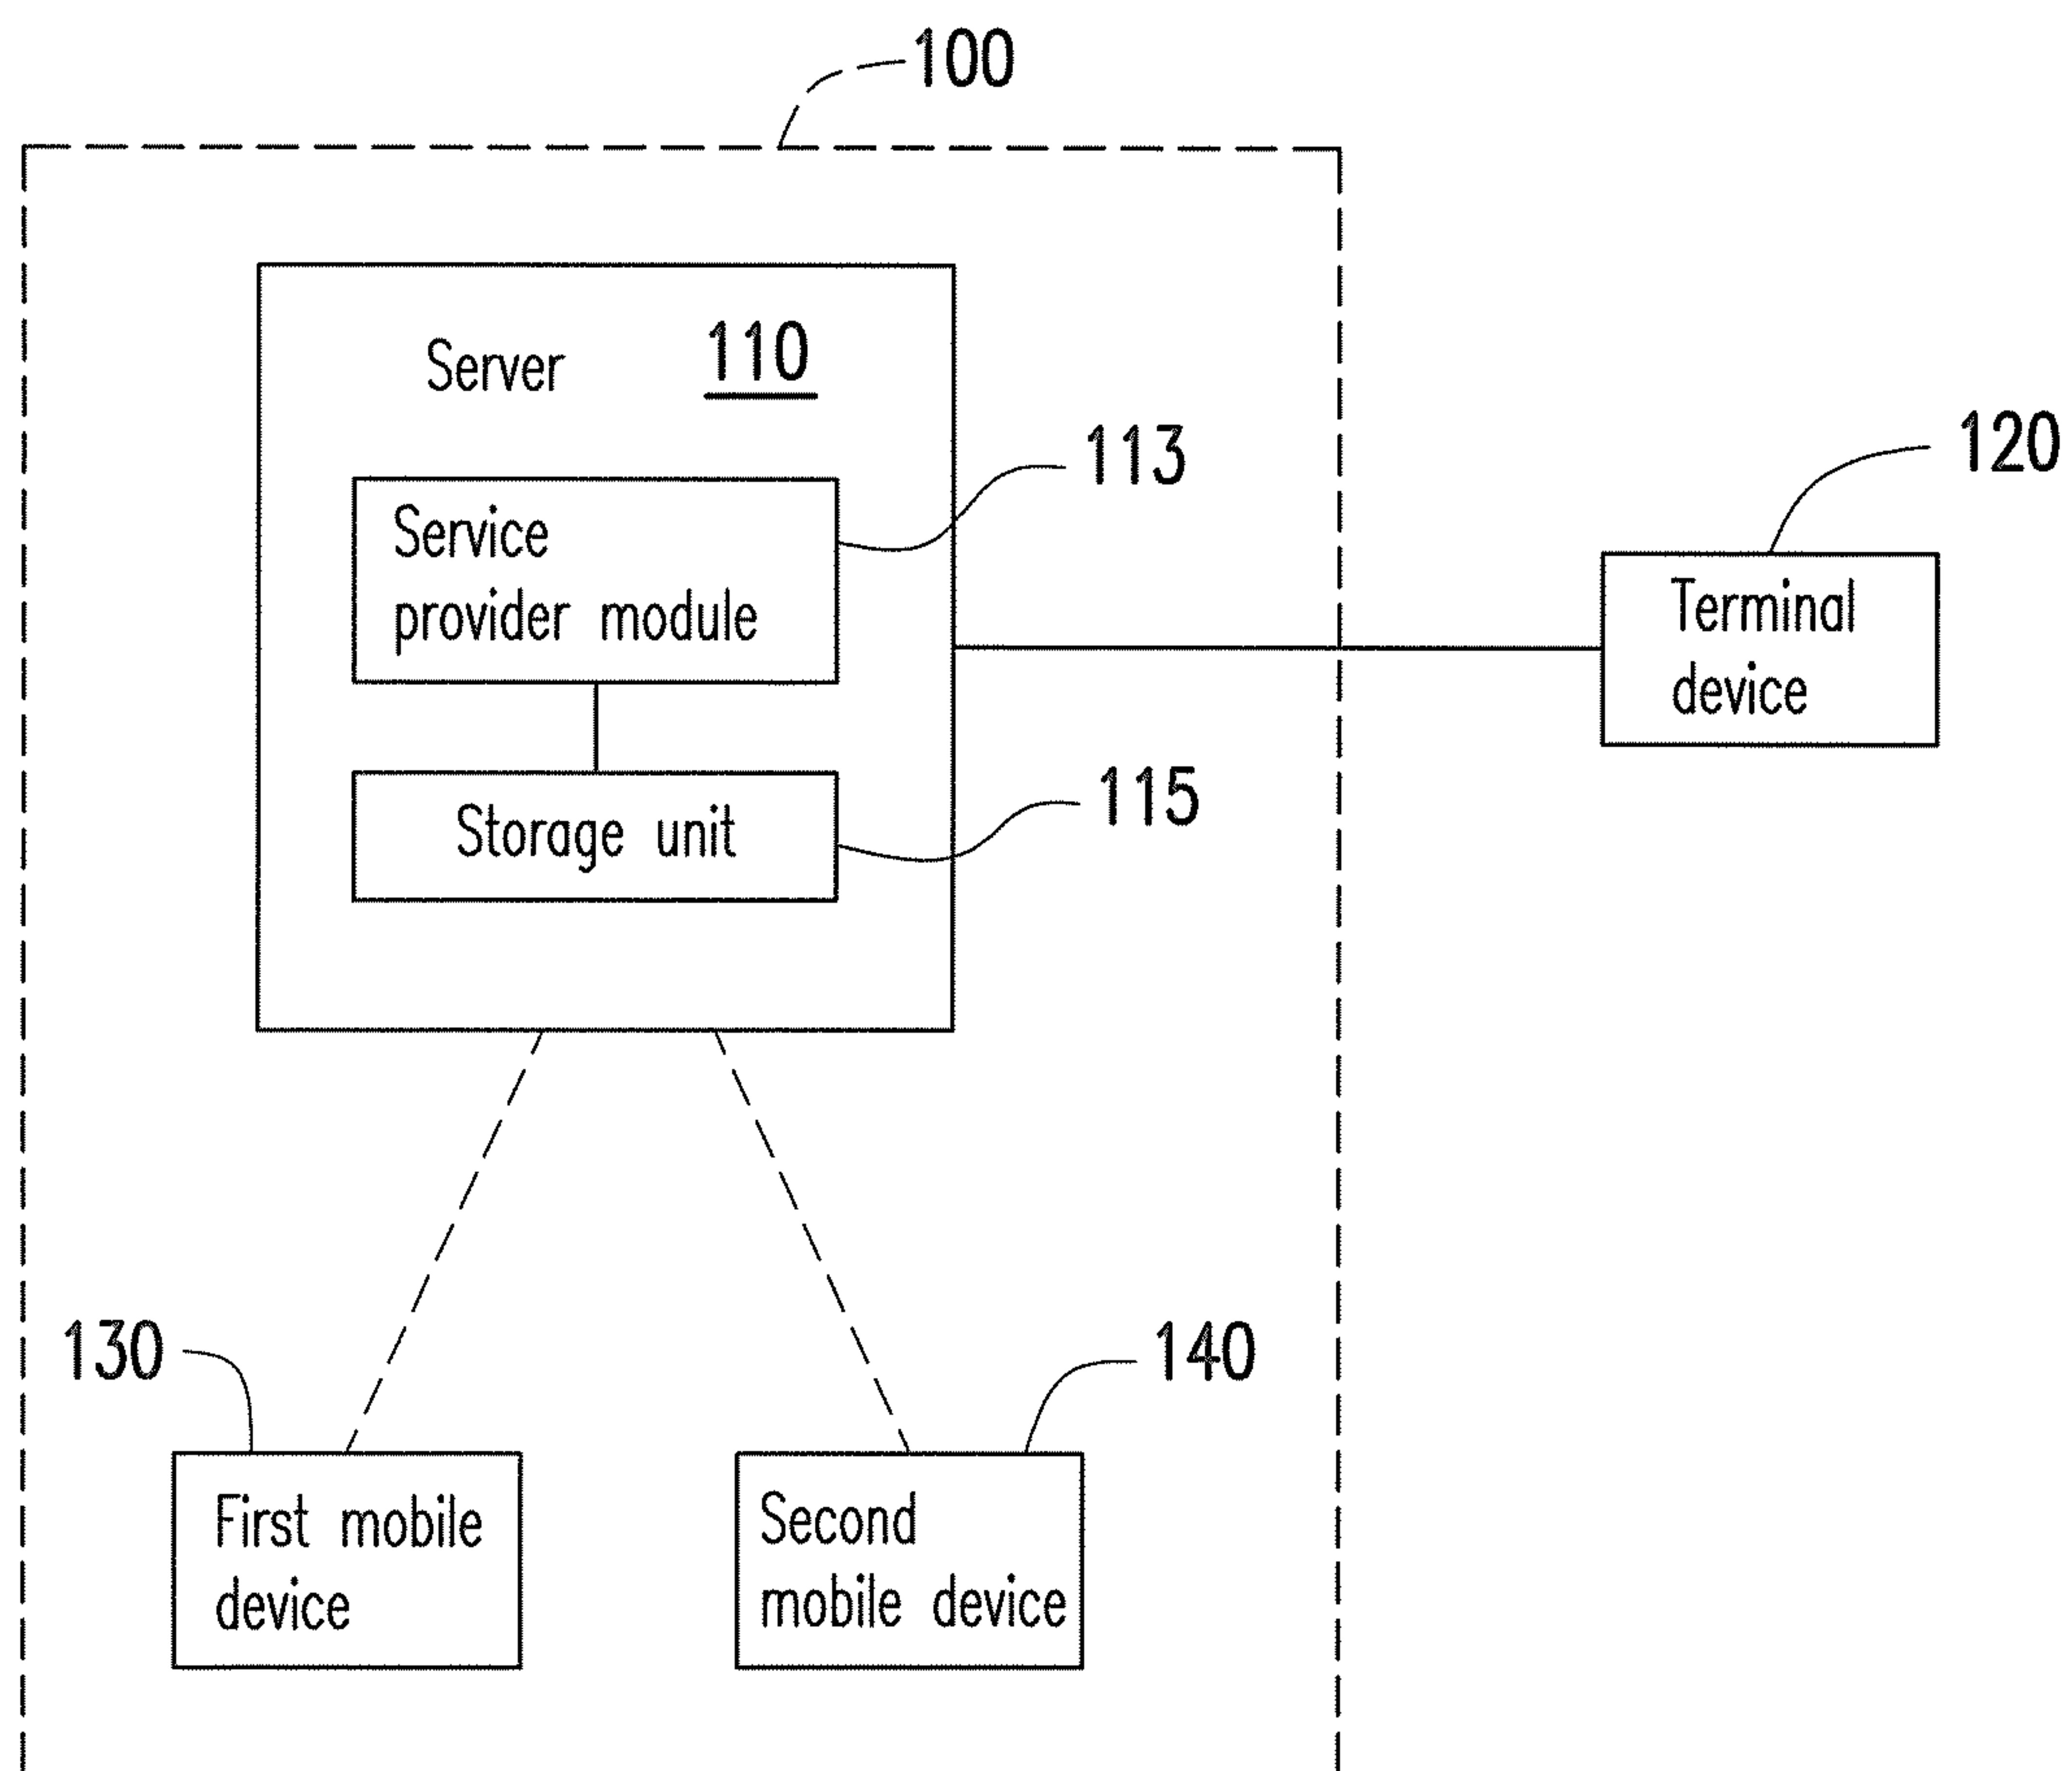 100
Server 110
113
Service
provider module
120
Terminal
device
115
Storage unit
130
140
First mobile
device
Second
mobile device